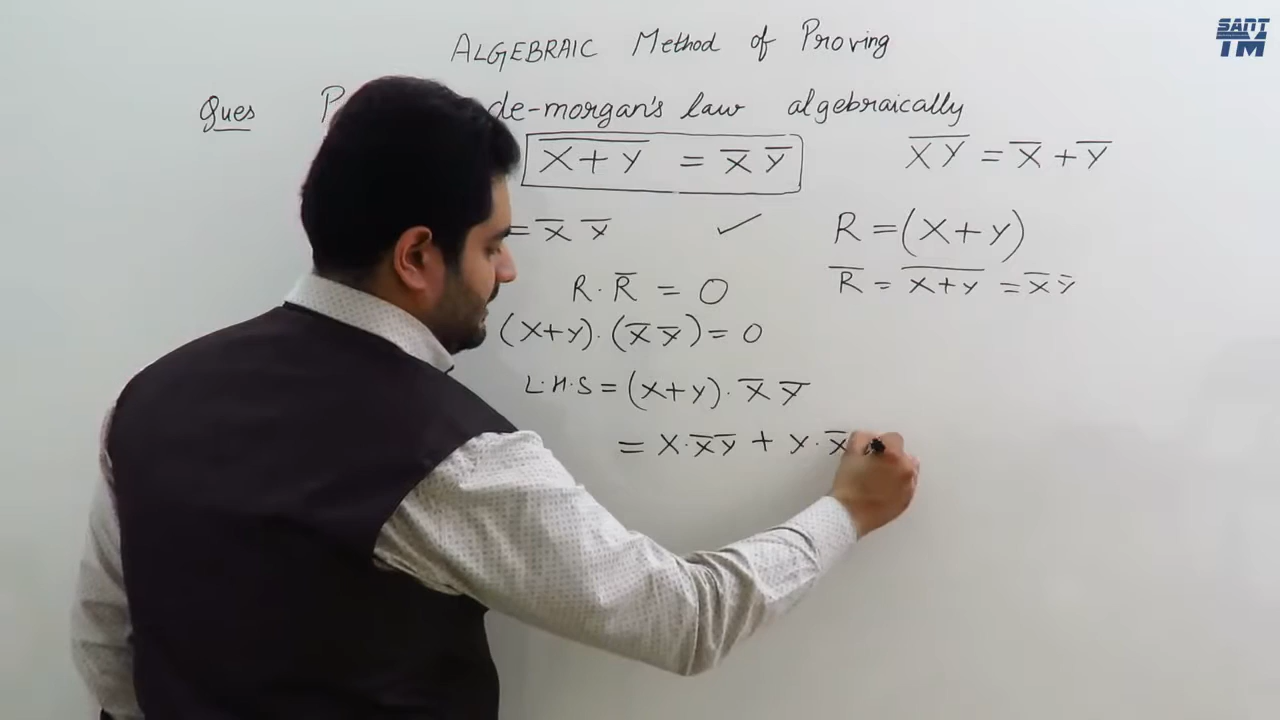 SANT
TM
ALGEBRAIC Method of Proving
Ques de-morgan's law algebraically
X̅+̅Y̅ = X̅ Y̅
X̅Y̅ = X̅ + Y̅
= X̅ Y̅ ✓
R = (X+Y)
R̅ = X̅+̅Y̅ = X̅ Y̅
R · R̅ = 0
(X+Y) · (X̅ Y̅) = 0
L.H.S = (X+Y) · X̅ Y̅
= X · X̅ Y̅ + Y · X̅